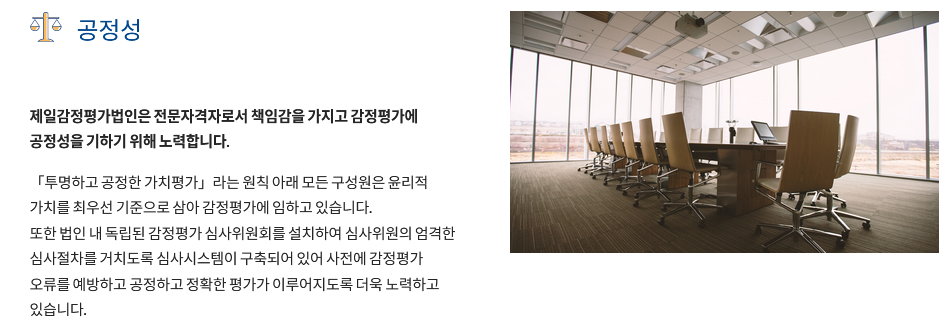 공정성
제일감정평가법인은 전문자격자로서 책임감을 가지고 감정평가에
공정성을 기하기 위해 노력합니다.
「투명하고 공정한 가치평가」라는 원칙 아래 모든 구성원은 윤리적
가치를 최우선 기준으로 삼아 감정평가에 임하고 있습니다.
또한 법인 내 독립된 감정평가 심사위원회를 설치하여 심사위원의 엄격한
심사절차를 거치도록 심사시스템이 구축되어 있어 사전에 감정평가
오류를 예방하고 공정하고 정확한 평가가 이루어지도록 더욱 노력하고
있습니다.